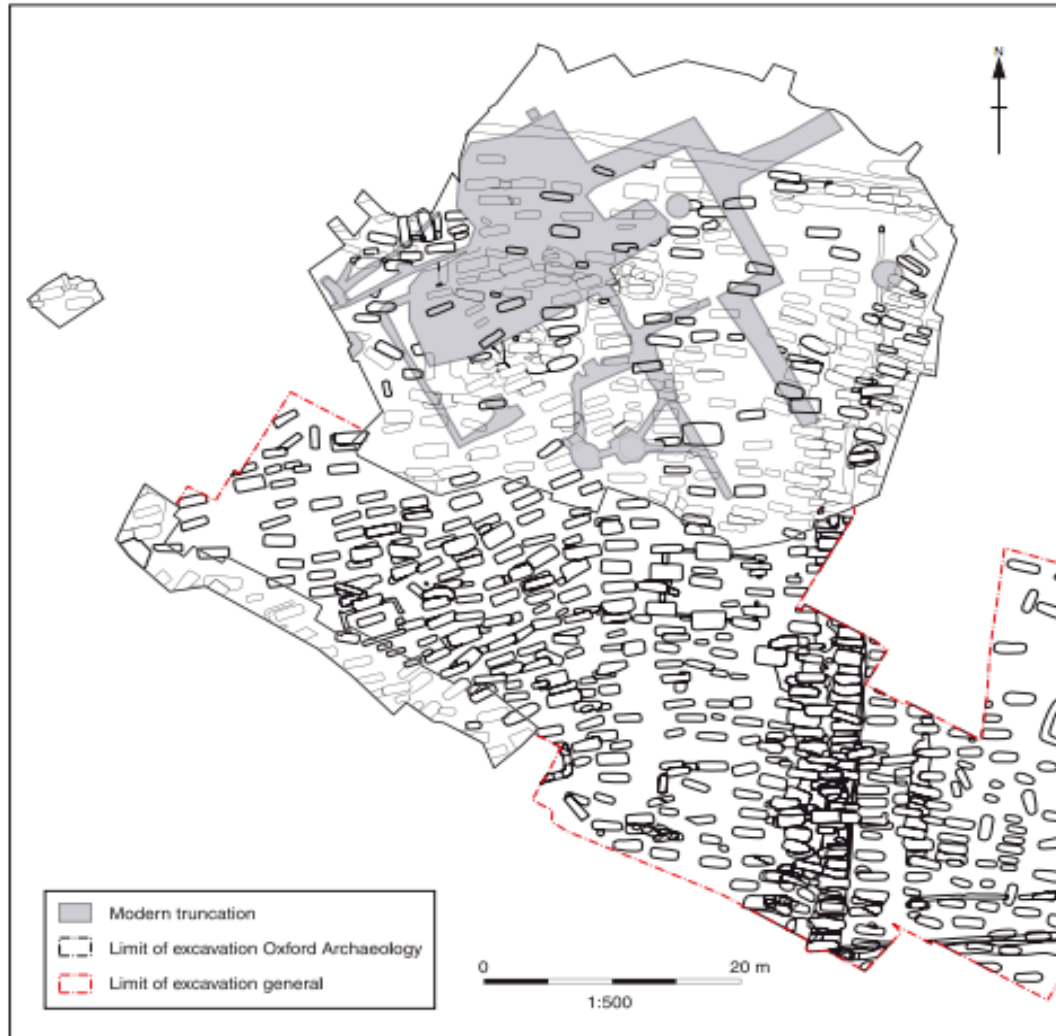 N
Modern truncation
Limit of excavation Oxford Archaeology
Limit of excavation general
0 20 m
1:500